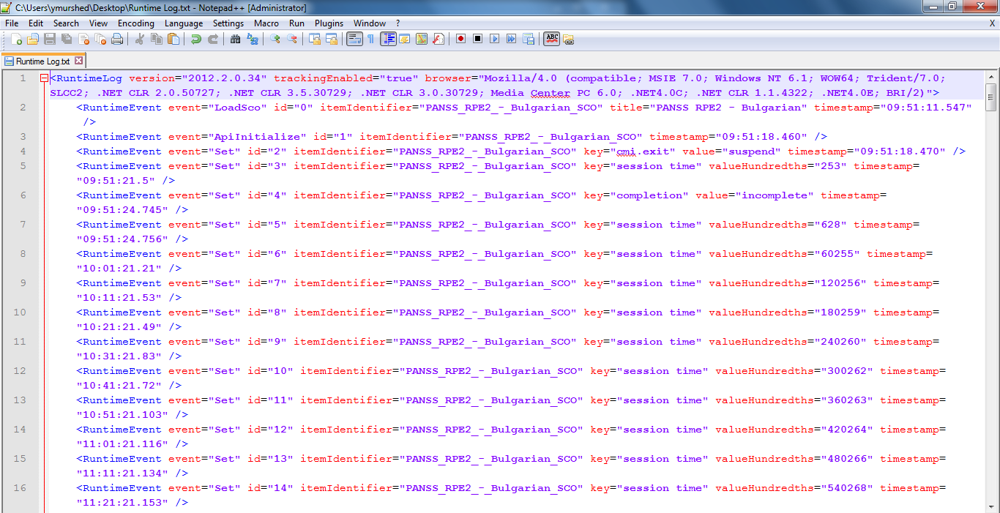 C:\Users\ymurshed\Desktop\Runtime Log.txt - Notepad++ [Administrator]
File Edit Search View Encoding Language Settings Macro Run Plugins Window ? X
ABC
Runtime Log.txt
1 <RuntimeLog version="2012.2.0.34" trackingEnabled="true" browser="Mozilla/4.0 (compatible; MSIE 7.0; Windows NT 6.1; WOW64; Trident/7.0;
SLCC2; .NET CLR 2.0.50727; .NET CLR 3.5.30729; .NET CLR 3.0.30729; Media Center PC 6.0; .NET4.0C; .NET CLR 1.1.4322; .NET4.0E; BRI/2)">
2 <RuntimeEvent event="LoadSco" id="0" itemIdentifier="PANSS_RPE2_-_Bulgarian_SCO" title="PANSS RPE2 - Bulgarian" timestamp="09:51:11.547"
/>
3 <RuntimeEvent event="ApiInitialize" id="1" itemIdentifier="PANSS_RPE2_-_Bulgarian_SCO" timestamp="09:51:18.460" />
4 <RuntimeEvent event="Set" id="2" itemIdentifier="PANSS_RPE2_-_Bulgarian_SCO" key="cmi.exit" value="suspend" timestamp="09:51:18.470" />
5 <RuntimeEvent event="Set" id="3" itemIdentifier="PANSS_RPE2_-_Bulgarian_SCO" key="session time" valueHundredths="253" timestamp=
"09:51:21.5" />
6 <RuntimeEvent event="Set" id="4" itemIdentifier="PANSS_RPE2_-_Bulgarian_SCO" key="completion" value="incomplete" timestamp=
"09:51:24.745" />
7 <RuntimeEvent event="Set" id="5" itemIdentifier="PANSS_RPE2_-_Bulgarian_SCO" key="session time" valueHundredths="628" timestamp=
"09:51:24.756" />
8 <RuntimeEvent event="Set" id="6" itemIdentifier="PANSS_RPE2_-_Bulgarian_SCO" key="session time" valueHundredths="60255" timestamp=
"10:01:21.21" />
9 <RuntimeEvent event="Set" id="7" itemIdentifier="PANSS_RPE2_-_Bulgarian_SCO" key="session time" valueHundredths="120256" timestamp=
"10:11:21.53" />
10 <RuntimeEvent event="Set" id="8" itemIdentifier="PANSS_RPE2_-_Bulgarian_SCO" key="session time" valueHundredths="180259" timestamp=
"10:21:21.49" />
11 <RuntimeEvent event="Set" id="9" itemIdentifier="PANSS_RPE2_-_Bulgarian_SCO" key="session time" valueHundredths="240260" timestamp=
"10:31:21.83" />
12 <RuntimeEvent event="Set" id="10" itemIdentifier="PANSS_RPE2_-_Bulgarian_SCO" key="session time" valueHundredths="300262" timestamp=
"10:41:21.72" />
13 <RuntimeEvent event="Set" id="11" itemIdentifier="PANSS_RPE2_-_Bulgarian_SCO" key="session time" valueHundredths="360263" timestamp=
"10:51:21.103" />
14 <RuntimeEvent event="Set" id="12" itemIdentifier="PANSS_RPE2_-_Bulgarian_SCO" key="session time" valueHundredths="420264" timestamp=
"11:01:21.116" />
15 <RuntimeEvent event="Set" id="13" itemIdentifier="PANSS_RPE2_-_Bulgarian_SCO" key="session time" valueHundredths="480266" timestamp=
"11:11:21.134" />
16 <RuntimeEvent event="Set" id="14" itemIdentifier="PANSS_RPE2_-_Bulgarian_SCO" key="session time" valueHundredths="540268" timestamp=
"11:21:21.153" />